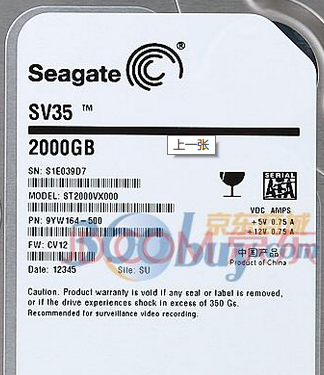 Seagate®
SV35 ™
上一张
2000GB
SN: S1E039D7
MODEL: ST2000VX000
SERIAL
SATA
PN: 9YW164-500
VDC AMPS
+5V 0.75 A
+12V 0.75 A
FW: CV12
360buy.com
京东商城
中国产品
Product of China
Date: 12345 Site: SU
Caution. Product warranty is void if any seal or label is removed,
or if the drive experiences shock in excess of 350 Gs.
Recommended for surveillance video recording.